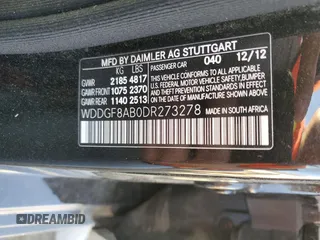 MFD BY DAIMLER AG STUTTGART
KG LBS PASSENGER CAR 040 12/12
GVWR 2185 4817
GAWR FRONT 1075 2370
GAWR REAR 1140 2513
THIS VEHICLE CONFORMS TO ALL APPLICABLE FEDERAL MOTOR VEHICLE SAFETY, BUMPER, AND THEFT PREVENTION STANDARDS IN EFFECT ON THE DATE OF MANUFACTURE SHOWN ABOVE
WDDGF8AB0DR273278 MADE IN SOUTH AFRICA
DREAMBID